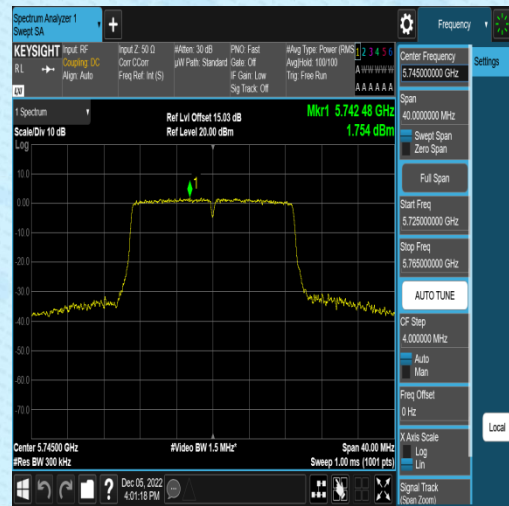 Spectrum Analyzer 1
Swept SA
Frequency
KEYSIGHT
RL
LXI
Input: RF
Coupling: DC
Align: Auto
Input Z: 50 Ω
Corr CCorr
Freq Ref: Int (S)
#Atten: 30 dB
µW Path: Standard
PNO: Fast
Gate: Off
IF Gain: Low
Sig Track: Off
#Avg Type: Power (RMS
Avg|Hold: 100/100
Trig: Free Run
1 2 3 4 5 6
A W W W W W
A A A A A A
1 Spectrum
Scale/Div 10 dB
Ref Lvl Offset 15.03 dB
Ref Level 20.00 dBm
Mkr1 5.742 48 GHz
1.754 dBm
Log
10.0
0.00
-10.0
-20.0
-30.0
-40.0
-50.0
-60.0
-70.0
1
Center 5.74500 GHz
#Res BW 300 kHz
#Video BW 1.5 MHz*
Span 40.00 MHz
Sweep 1.00 ms (1001 pts)
Dec 05, 2022
4:01:18 PM
Center Frequency
5.745000000 GHz
Settings
Span
40.0000000 MHz
Swept Span
Zero Span
Full Span
Start Freq
5.725000000 GHz
Stop Freq
5.765000000 GHz
AUTO TUNE
CF Step
4.000000 MHz
Auto
Man
Freq Offset
0 Hz
X Axis Scale
Log
Lin
Local
Signal Track
(Span Zoom)